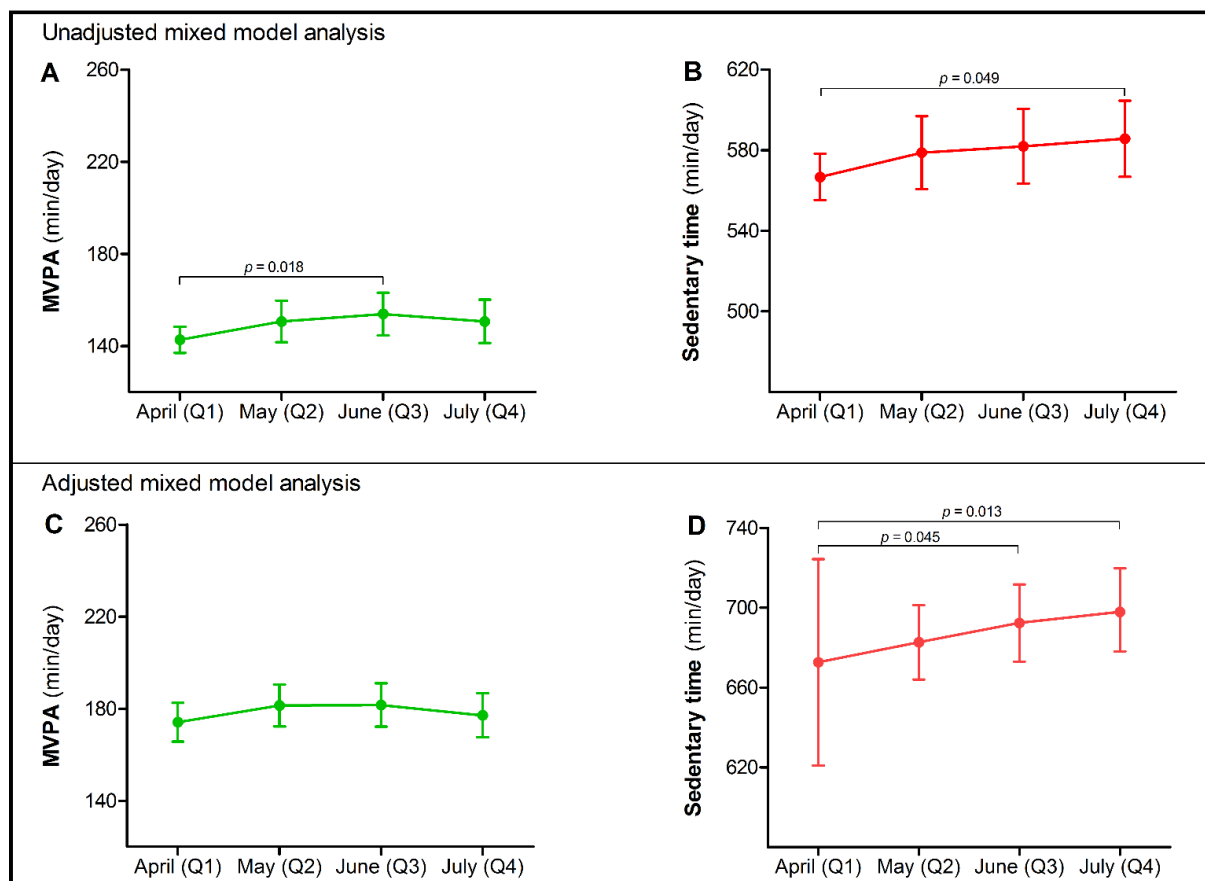 Unadjusted mixed model analysis
A
MVPA (min/day)
260
220
180
140
p = 0.018
April (Q1) May (Q2) June (Q3) July (Q4)
B
Sedentary time (min/day)
620
580
540
500
p = 0.049
April (Q1) May (Q2) June (Q3) July (Q4)
Adjusted mixed model analysis
C
MVPA (min/day)
260
220
180
140
April (Q1) May (Q2) June (Q3) July (Q4)
D
Sedentary time (min/day)
740
700
660
620
p = 0.013
p = 0.045
April (Q1) May (Q2) June (Q3) July (Q4)